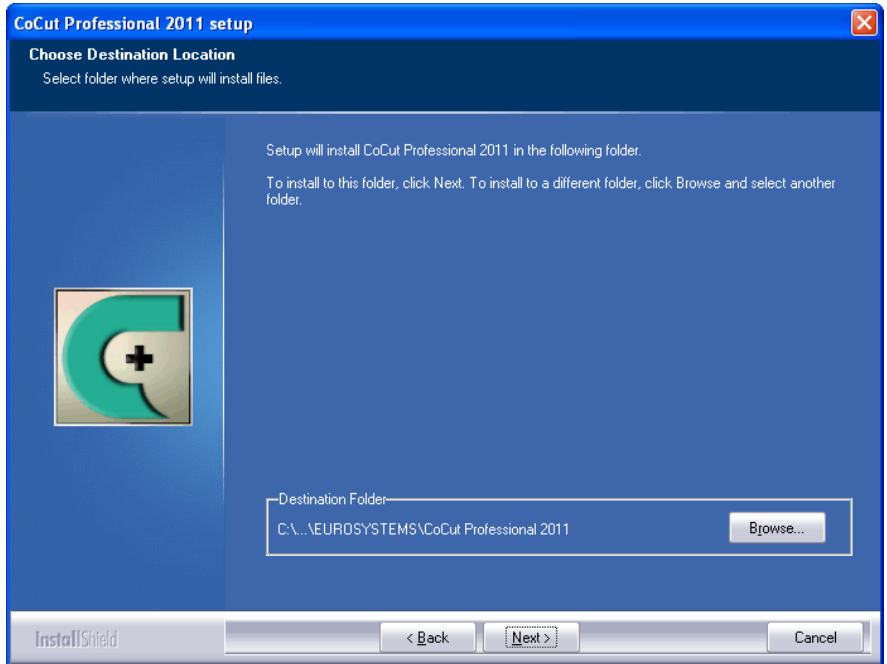 CoCut Professional 2011 setup
Choose Destination Location
Select folder where setup will install files.
Setup will install CoCut Professional 2011 in the following folder.
To install to this folder, click Next. To install to a different folder, click Browse and select another
folder.
Destination Folder
C:\...\EUROSYSTEMS\CoCut Professional 2011
Browse...
InstallShield
< Back
Next >
Cancel